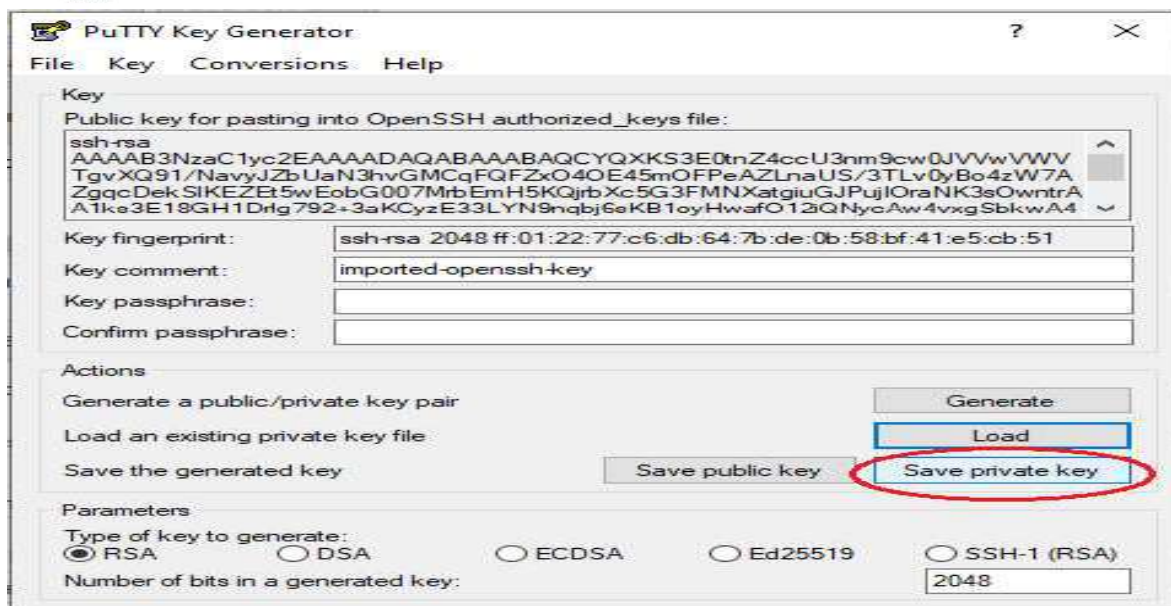 PuTTY Key Generator ?
File Key Conversions Help
Key
Public key for pasting into OpenSSH authorized_keys file:
ssh-rsa
AAAAB3NzaC1yc2EAAAADAQABAAABAQCYQXKS3E0tnZ4ccU3nm9cw0JVVwVWV
TgvXQ91/NavyJZbUaN3hvGMCqFQFZxO4OE45mOFPeAZLnaUS/3TLv0yBo4zW7A
ZgqcDekSIKEZEt5wEobG007MrbEmH5KQjrbXc5G3FMNXatgiuGJPujIOraNK3sOwntrA
A1ke3E18GH1Drlg792+3aKCyzE33LYN9nqbj6eKB1oyHwafO12iQNycAw4vxgSbkwA4
Key fingerprint: ssh-rsa 2048 ff:01:22:77:c6:db:64:7b:de:0b:58:bf:41:e5:cb:51
Key comment: imported-openssh-key
Key passphrase:
Confirm passphrase:
Actions
Generate a public/private key pair Generate
Load an existing private key file Load
Save the generated key Save public key Save private key
Parameters
Type of key to generate:
RSA DSA ECDSA Ed25519 SSH-1 (RSA)
Number of bits in a generated key: 2048